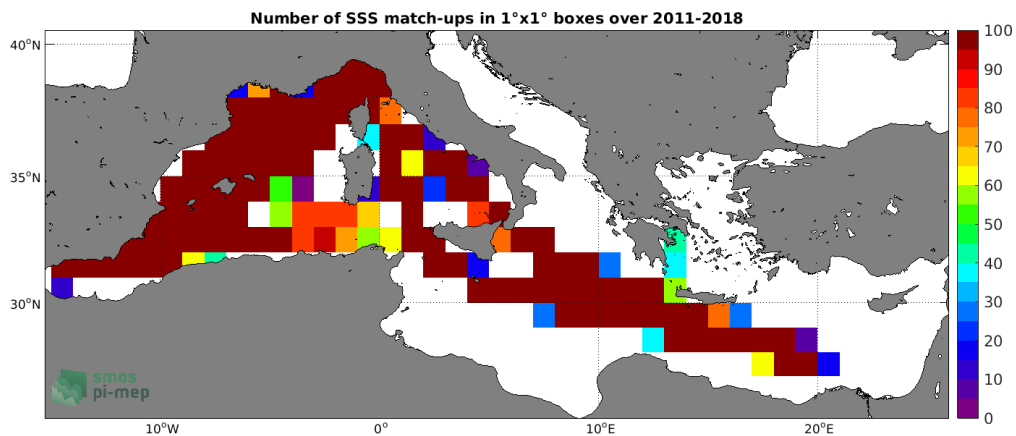 Number of SSS match-ups in 1°x1° boxes over 2011-2018
40°N
35°N
30°N
10°W
0°
10°E
20°E
100
90
80
70
60
50
40
30
20
10
0
smos
pi-mep